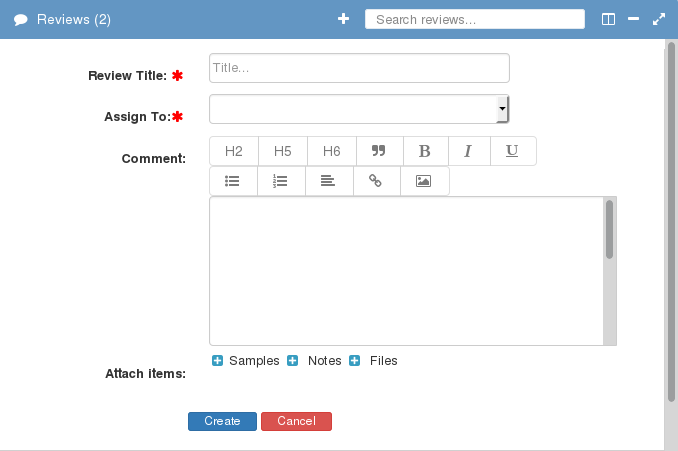 Reviews (2) Search reviews...
Review Title: * Title...
Assign To:*
Comment: H2 H5 H6 B I U
Samples Notes Files
Attach items:
Create Cancel